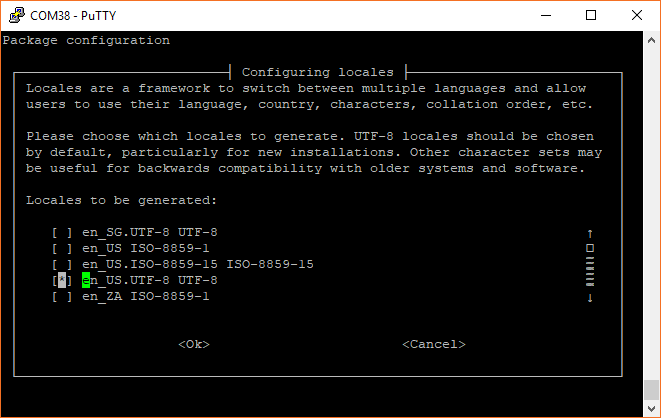 COM38 - PuTTY
Package configuration
Configuring locales
Locales are a framework to switch between multiple languages and allow
users to use their language, country, characters, collation order, etc.
Please choose which locales to generate. UTF-8 locales should be chosen
by default, particularly for new installations. Other character sets may
be useful for backwards compatibility with older systems and software.
Locales to be generated:
[ ] en_SG.UTF-8 UTF-8
[ ] en_US ISO-8859-1
[ ] en_US.ISO-8859-15 ISO-8859-15
[*] en_US.UTF-8 UTF-8
[ ] en_ZA ISO-8859-1
<Ok> <Cancel>